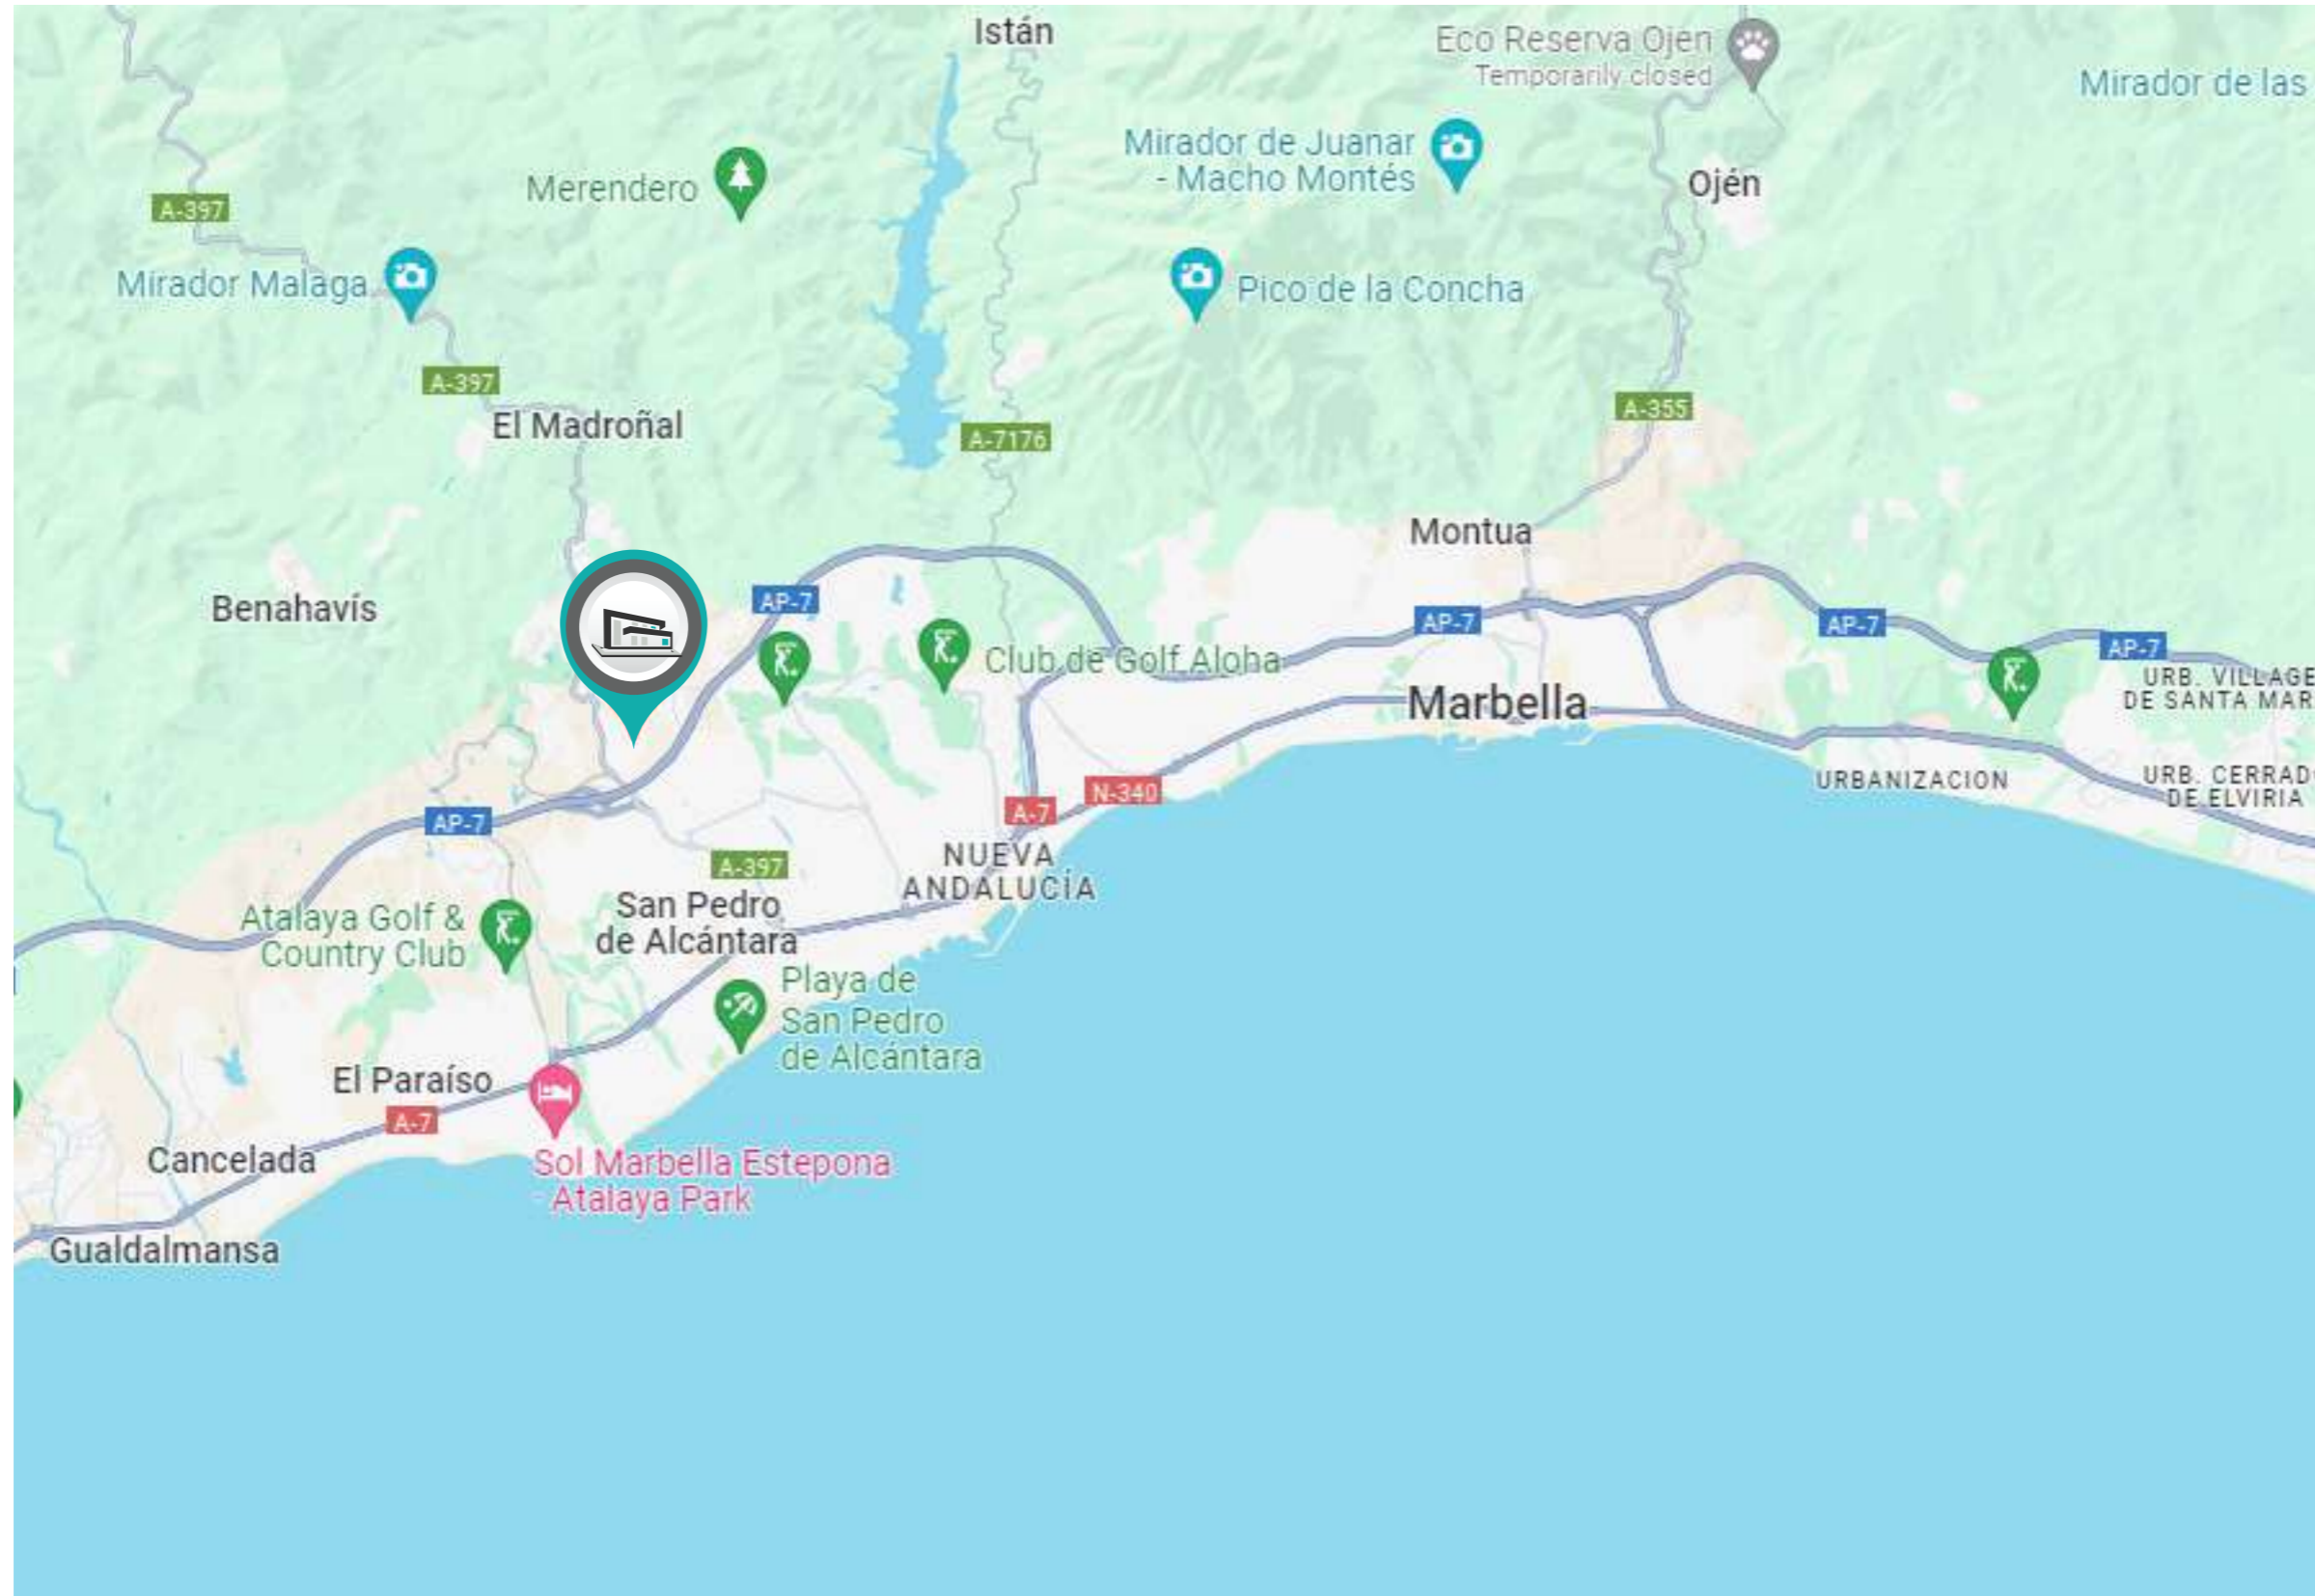 Istán
Eco Reserva Ojen
Temporarily closed
Mirador de las
Mirador de Juanar
- Macho Montés
Ojén
Merendero
A-397
Mirador Malaga
Pico de la Concha
A-397
El Madroñal
A-7176
A-355
Montua
Benahavís
AP-7
AP-7
AP-7
AP-7
Club de Golf Aloha
URB. VILLAGE
DE SANTA MAR
Marbella
URBANIZACION
URB. CERRAD
DE ELVIRIA
N-340
A-7
AP-7
NUEVA
ANDALUCÍA
A-397
San Pedro
de Alcántara
Atalaya Golf &
Country Club
Playa de
San Pedro
de Alcántara
El Paraíso
A-7
Cancelada
Sol Marbella Estepona
- Atalaya Park
Gualdalmansa